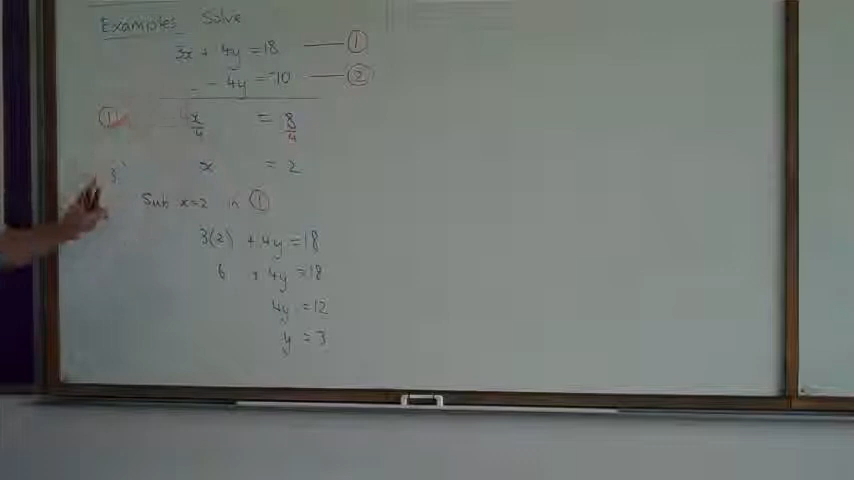 Examples Solve
3x + 4y = 18 —— ①
- 4y = -10 —— ②
① x/4 = 8/4
x = 2
Sub x=2 in ①
3(2) + 4y = 18
6 + 4y = 18
4y = 12
y = 3